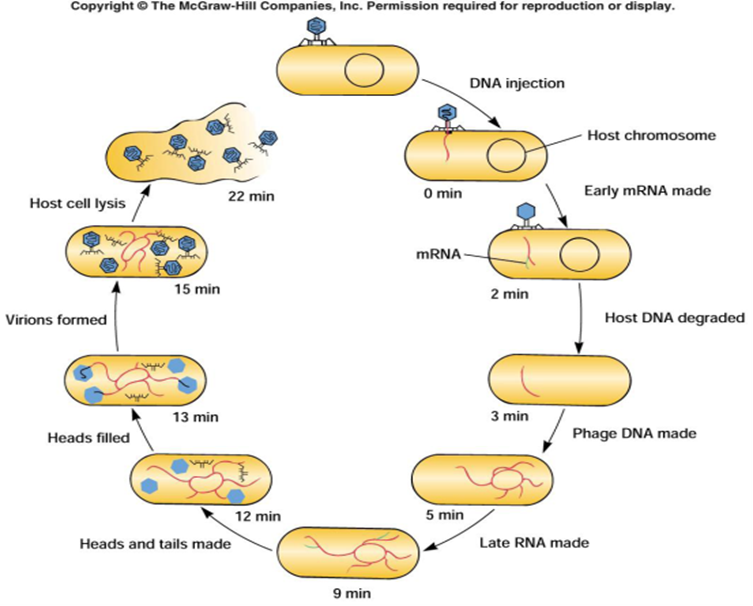 Copyright © The McGraw-Hill Companies, Inc. Permission required for reproduction or display.
DNA injection
Host chromosome
0 min
Early mRNA made
mRNA
2 min
Host DNA degraded
3 min
Phage DNA made
5 min
Late RNA made
9 min
Heads and tails made
12 min
Heads filled
13 min
Virions formed
15 min
Host cell lysis
22 min